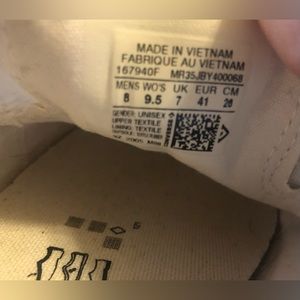 MADE IN VIETNAM
FABRIQUE AU VIETNAM
167940F MR35JBY400068
MENS WO'S UK EUR CM
8 9.5 7 41 26
GENDER: UNISEX
UPPER: TEXTILE
LINING: TEXTILE